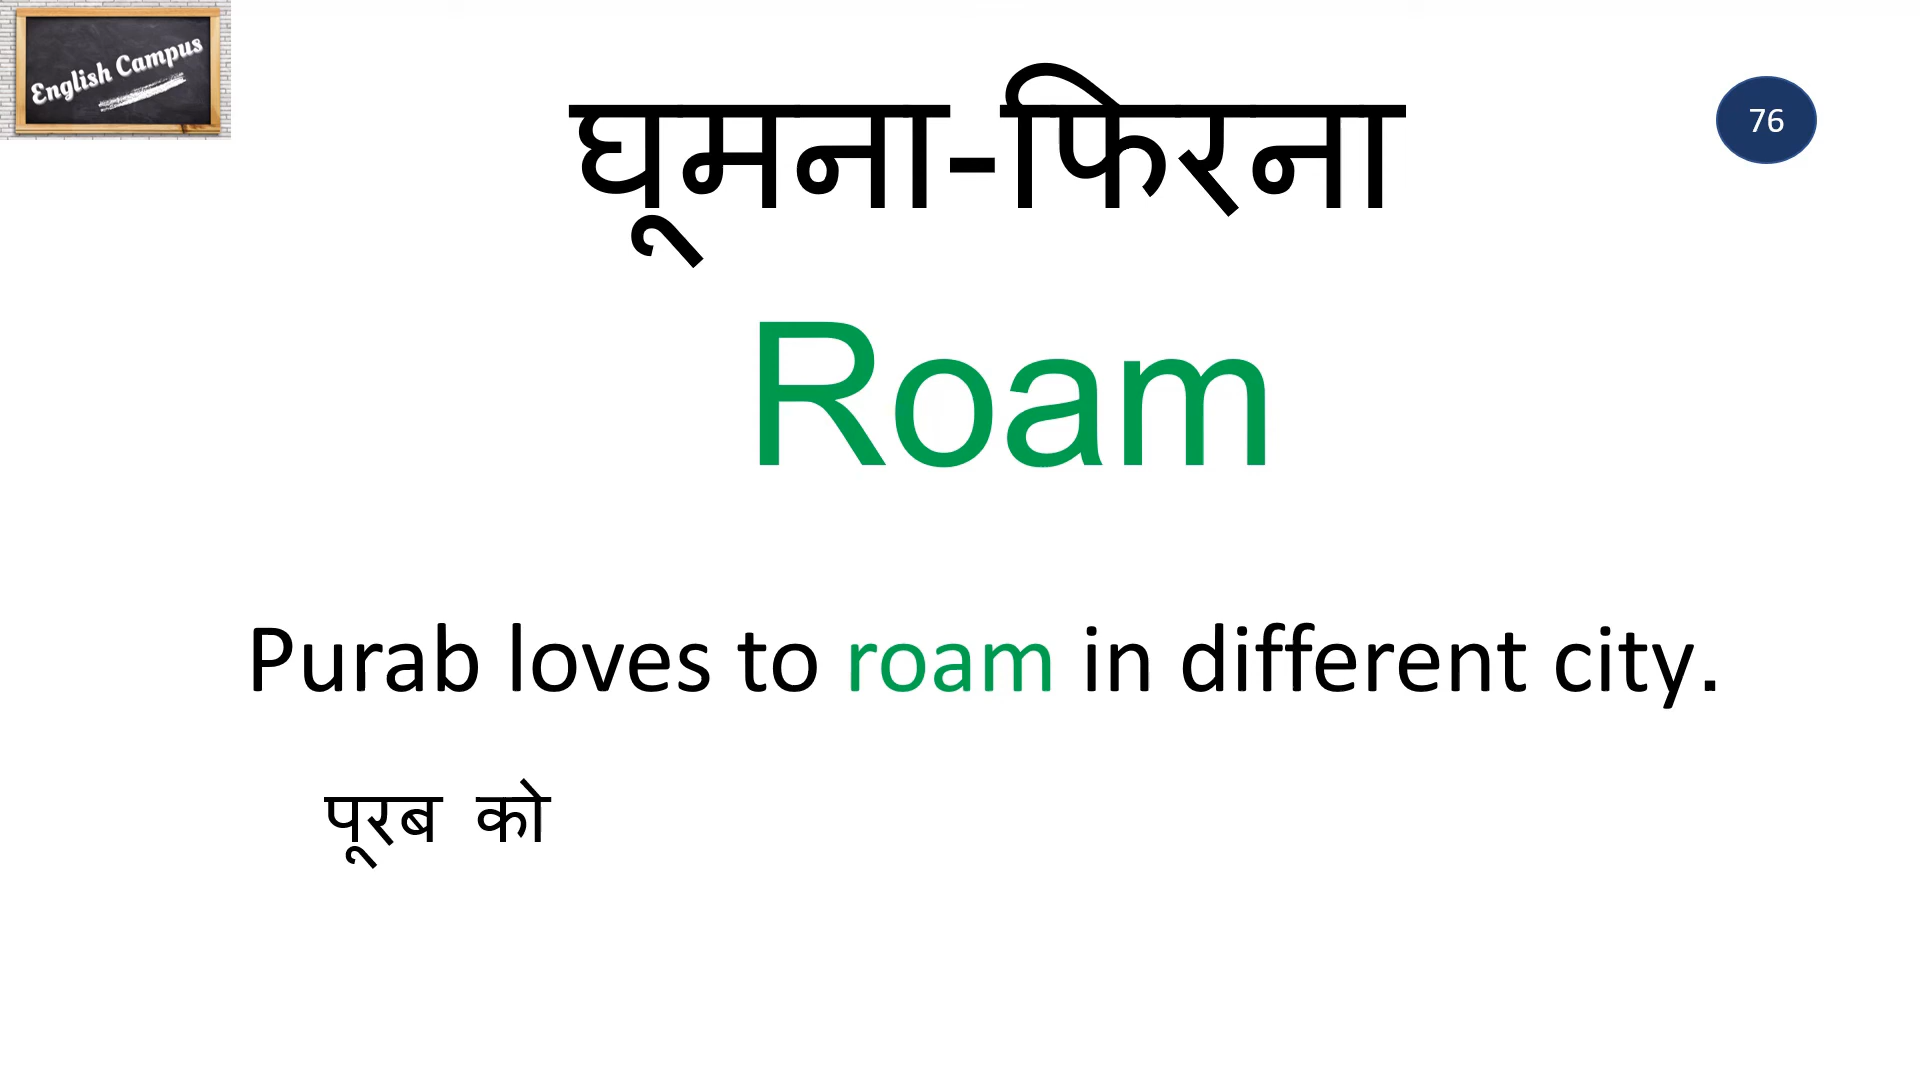 English Campus
घूमना-फिरना
76
Roam
Purab loves to roam in different city.
पूरब को